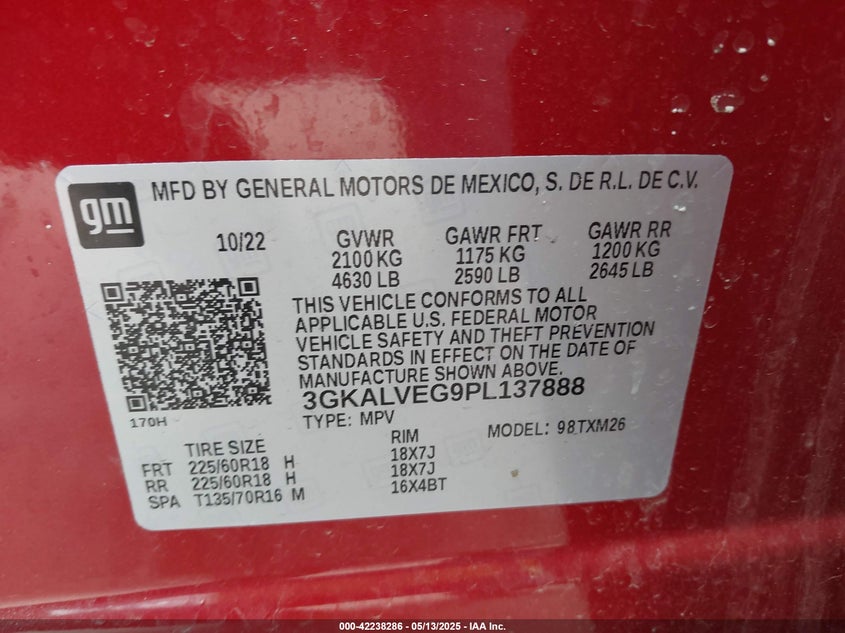 gm
MFD BY GENERAL MOTORS DE MEXICO, S. DE R.L. DE C.V.
10/22 GVWR GAWR FRT GAWR RR
2100 KG 1175 KG 1200 KG
4630 LB 2590 LB 2645 LB
THIS VEHICLE CONFORMS TO ALL
APPLICABLE U.S. FEDERAL MOTOR
VEHICLE SAFETY AND THEFT PREVENTION
STANDARDS IN EFFECT ON THE DATE OF
MANUFACTURE SHOWN ABOVE.
3GKALVEG9PL137888
170H TYPE: MPV MODEL: 98TXM26
TIRE SIZE RIM
FRT 225/60R18 H 18X7J
RR 225/60R18 H 18X7J
SPA T135/70R16 M 16X4BT
000-42238286 - 05/13/2025 - IAA Inc.